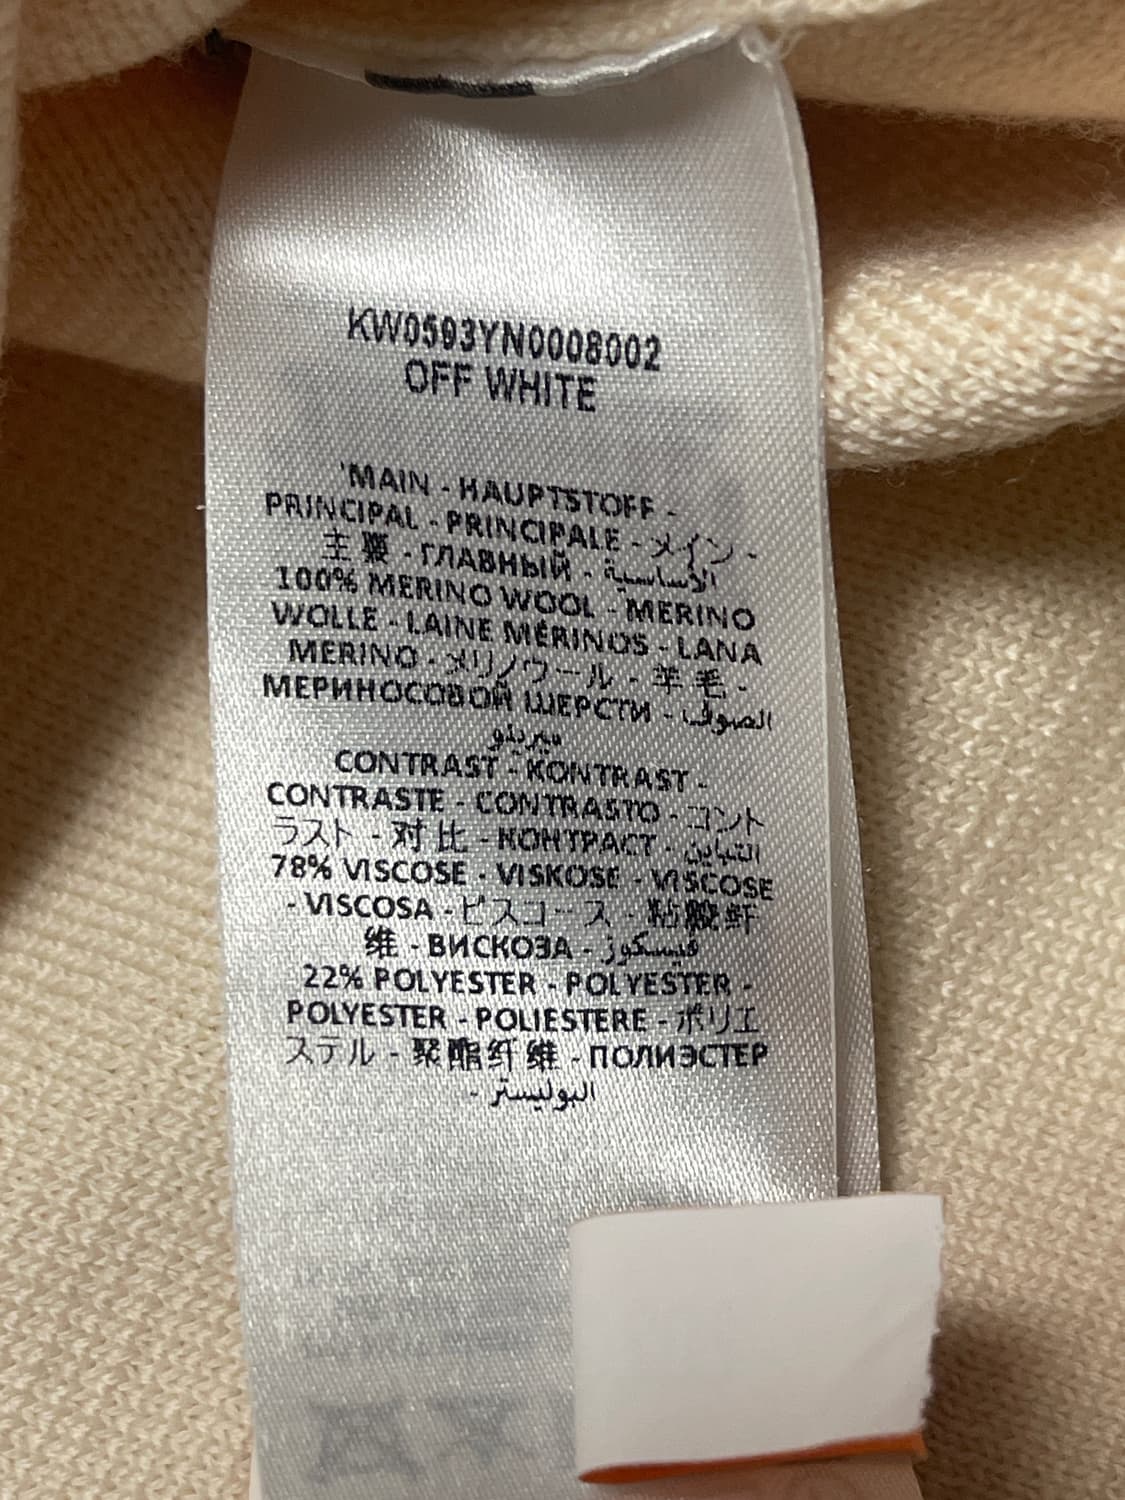 KW0593YN0008002
OFF WHITE
'MAIN - HAUPTSTOFF -
PRINCIPAL - PRINCIPALE - メイン -
主要 - ГЛАВНЫЙ - الأساسية
100% MERINO WOOL - MERINO
WOLLE - LAINE MÉRINOS - LANA
MERINO - メリノウール - 羊毛 -
МЕРИНОСОВОЙ ШЕРСТИ - الصوف
ميرينو
CONTRAST - KONTRAST -
CONTRASTE - CONTRASTO - コント
ラスト - 对比 - КОНТРАСТ - التباين
78% VISCOSE - VISKOSE - VISCOSE
- VISCOSA - ビスコース - 粘胶纤
维 - ВИСКОЗА - فيسكوز
22% POLYESTER - POLYESTER -
POLYESTER - POLIESTERE - ポリエ
ステル - 聚酯纤维 - ПОЛИЭСТЕР
- البوليستر